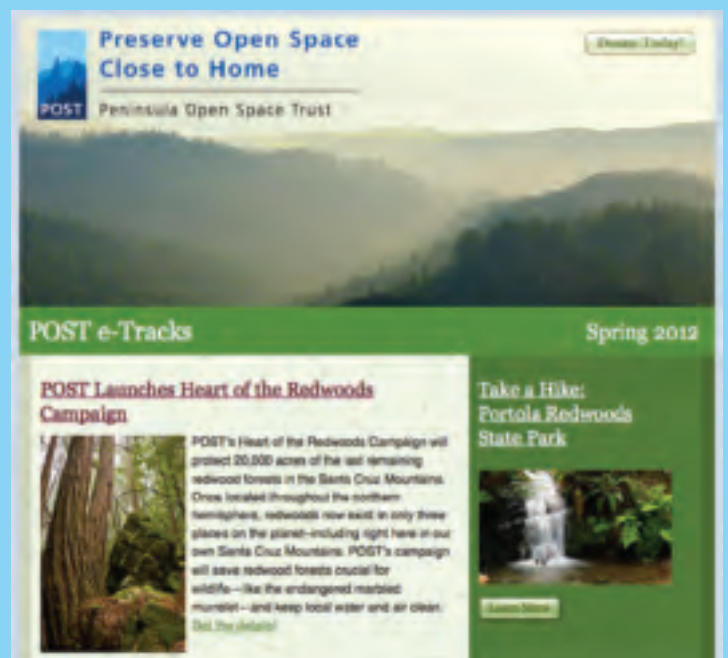 Preserve Open Space
Close to Home
POST
Peninsula Open Space Trust
Donate Today!
POST e-Tracks
Spring 2012
POST Launches Heart of the Redwoods
Campaign
POST's Heart of the Redwoods Campaign will
protect 20,000 acres of the last remaining
redwood forests in the Santa Cruz Mountains.
Once located throughout the northern
hemisphere, redwoods now exist in only three
places on the planet–including right here in our
own Santa Cruz Mountains. POST's campaign
will save redwood forests crucial for
wildlife—like the endangered marbled
murrelet—and keep local water and air clean.
Get the details!
Take a Hike:
Portola Redwoods
State Park
Learn More